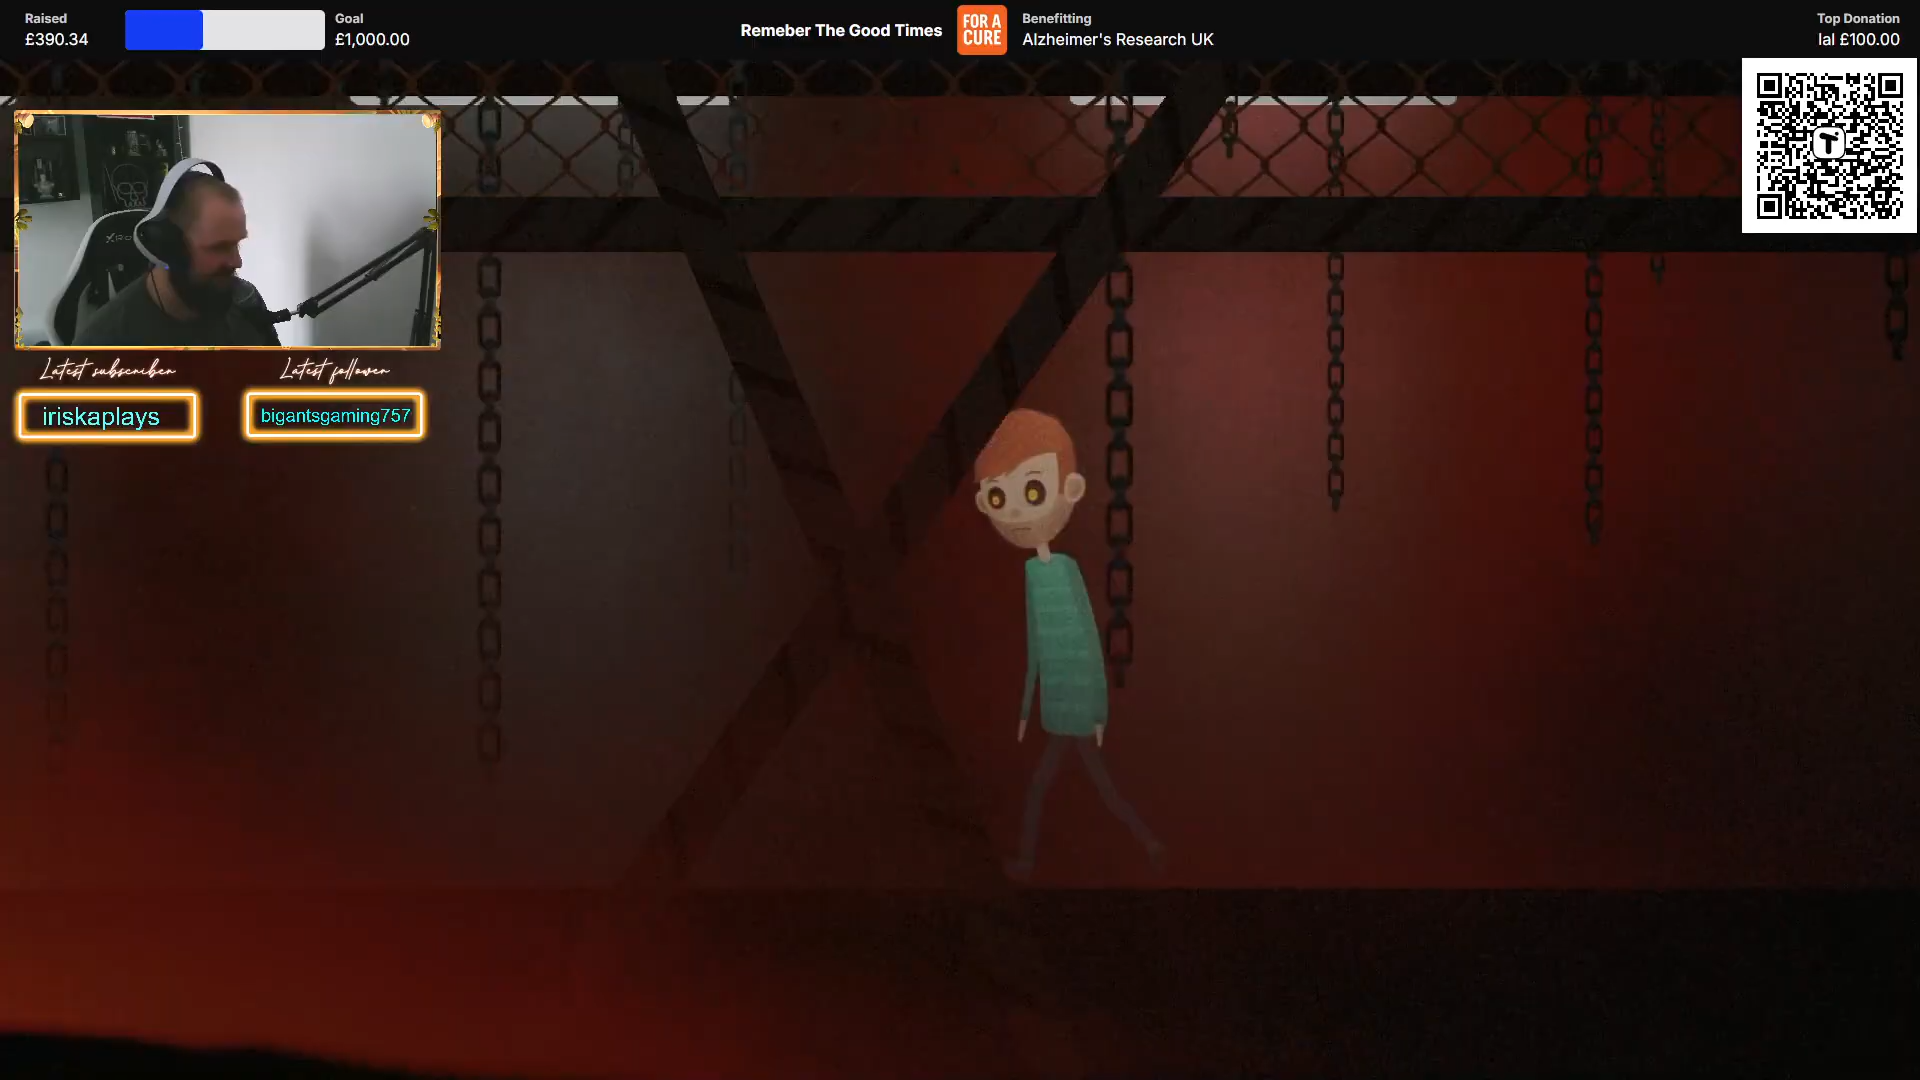 Raised
£390.34
Goal
£1,000.00
Remeber The Good Times
FOR A
CURE
Benefitting
Alzheimer's Research UK
Top Donation
lal £100.00
Latest subscriber
Latest follower
iriskaplays
bigantsgaming757